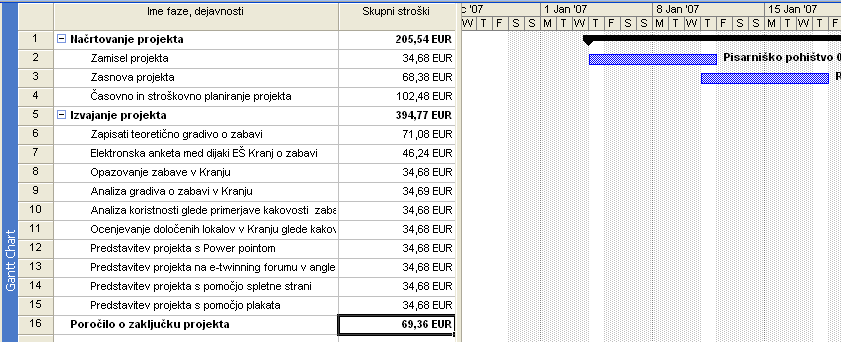 Ime faze, dejavnosti Skupni stroški c '07 1 Jan '07 8 Jan '07 15 Jan '07
W T F S S M T W T F S S M T W T F S S M T W T F
1 Načrtovanje projekta 205,54 EUR
2 Zamisel projekta 34,68 EUR Pisarniško pohištvo
3 Zasnova projekta 68,38 EUR
4 Časovno in stroškovno planiranje projekta 102,48 EUR
5 Izvajanje projekta 394,77 EUR
6 Zapisati teoretično gradivo o zabavi 71,08 EUR
7 Elektronska anketa med dijaki EŠ Kranj o zabavi 46,24 EUR
8 Opazovanje zabave v Kranju 34,68 EUR
9 Analiza gradiva o zabavi v Kranju 34,69 EUR
10 Analiza koristnosti glede primerjave kakovosti zaba 34,68 EUR
11 Ocenjevanje določenih lokalov v Kranju glede kakov 34,68 EUR
12 Predstavitev projekta s Power pointom 34,68 EUR
13 Predstavitev projekta na e-twinning forumu v angle 34,68 EUR
14 Predstavitev projekta s pomočjo spletne strani 34,68 EUR
15 Predstavitev projekta s pomočjo plakata 34,68 EUR
16 Poročilo o zaključku projekta 69,36 EUR
Gantt Chart